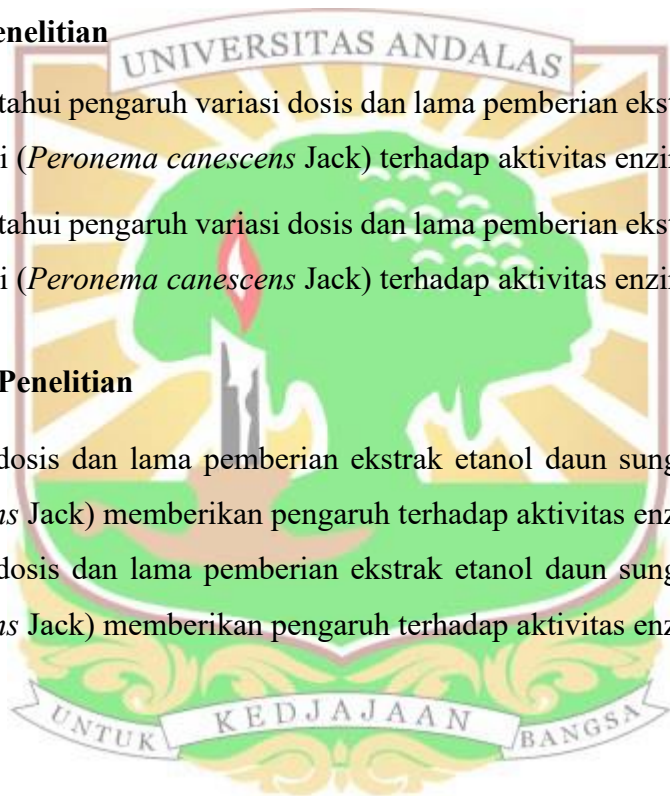 enelitian
UNIVERSITAS ANDALAS
tahui pengaruh variasi dosis dan lama pemberian ekst
i (Peronema canescens Jack) terhadap aktivitas enzi
tahui pengaruh variasi dosis dan lama pemberian ekst
i (Peronema canescens Jack) terhadap aktivitas enzi
Penelitian
dosis dan lama pemberian ekstrak etanol daun sung
ns Jack) memberikan pengaruh terhadap aktivitas enz
dosis dan lama pemberian ekstrak etanol daun sung
ns Jack) memberikan pengaruh terhadap aktivitas enz
UNTUK KEDJAJAAN BANGSA